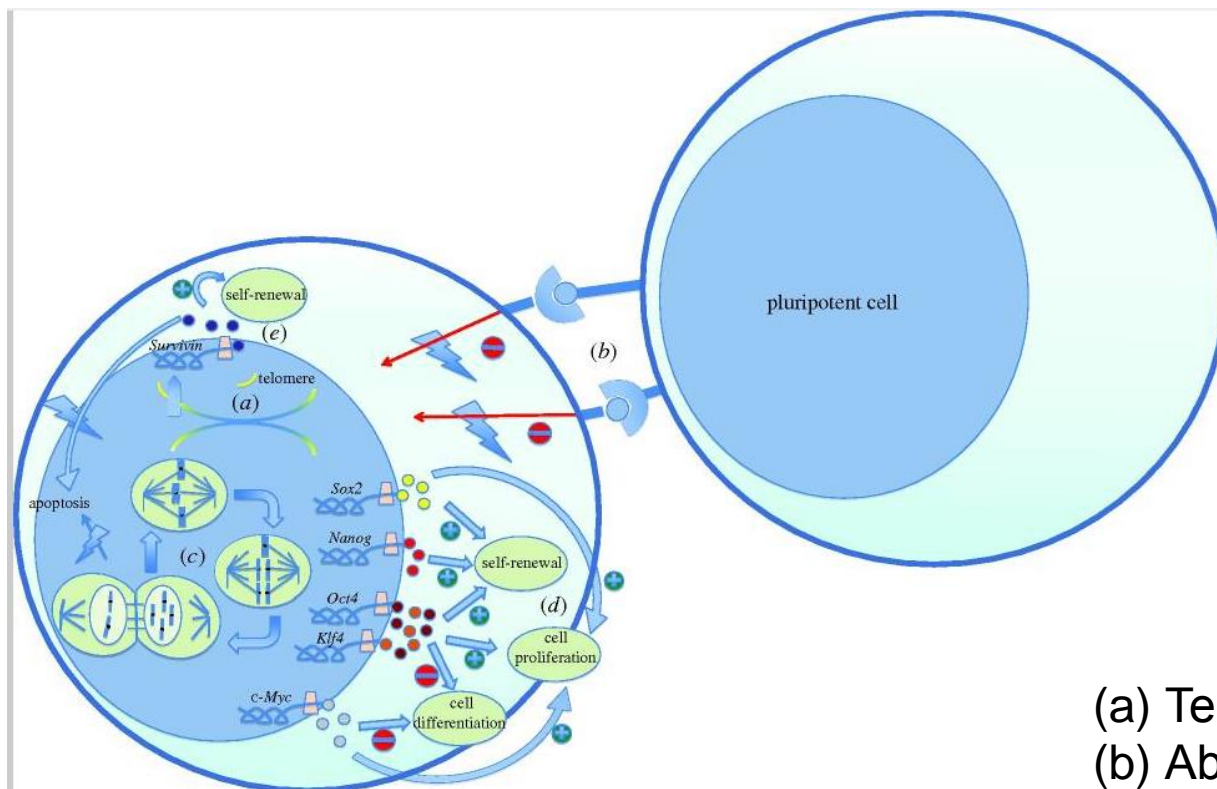 pluripotent cell
self-renewal
(e)
Survivin
telomere
(a)
(b)
apoptosis
Sox2
(c)
Nanog
self-renewal
Oct4
(d)
Klf4
cell
proliferation
c-Myc
cell
differentiation
(a) Te
(b) Ab